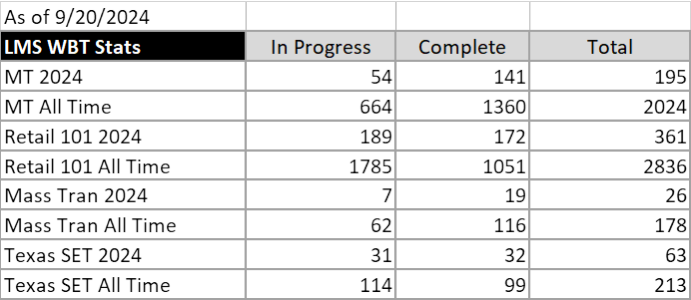 As of 9/20/2024
LMS WBT Stats In Progress Complete Total
MT 2024 54 141 195
MT All Time 664 1360 2024
Retail 101 2024 189 172 361
Retail 101 All Time 1785 1051 2836
Mass Tran 2024 7 19 26
Mass Tran All Time 62 116 178
Texas SET 2024 31 32 63
Texas SET All Time 114 99 213